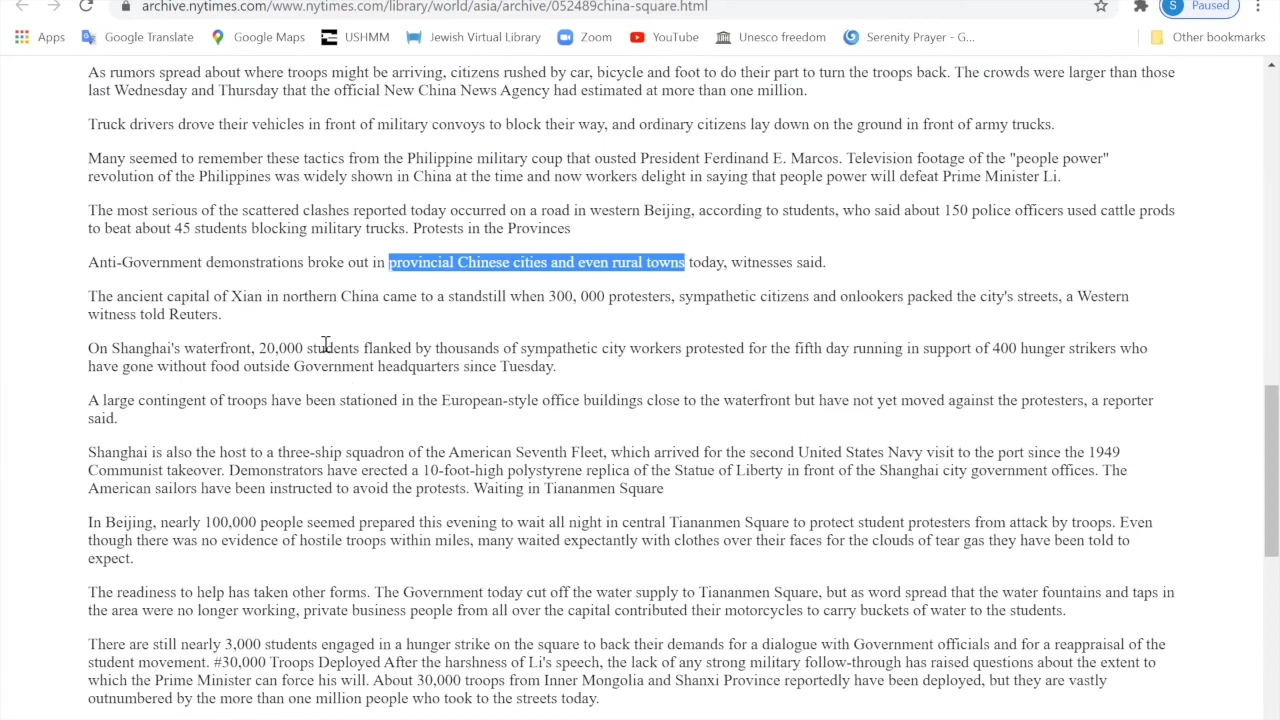 archive.nytimes.com/www.nytimes.com/library/world/asia/archive/052489china-square.html
S Paused
Apps Google Translate Google Maps USHMM Jewish Virtual Library Zoom YouTube Unesco freedom Serenity Prayer - G... Other bookmarks
As rumors spread about where troops might be arriving, citizens rushed by car, bicycle and foot to do their part to turn the troops back. The crowds were larger than those
last Wednesday and Thursday that the official New China News Agency had estimated at more than one million.
Truck drivers drove their vehicles in front of military convoys to block their way, and ordinary citizens lay down on the ground in front of army trucks.
Many seemed to remember these tactics from the Philippine military coup that ousted President Ferdinand E. Marcos. Television footage of the "people power"
revolution of the Philippines was widely shown in China at the time and now workers delight in saying that people power will defeat Prime Minister Li.
The most serious of the scattered clashes reported today occurred on a road in western Beijing, according to students, who said about 150 police officers used cattle prods
to beat about 45 students blocking military trucks. Protests in the Provinces
Anti-Government demonstrations broke out in provincial Chinese cities and even rural towns today, witnesses said.
The ancient capital of Xian in northern China came to a standstill when 300, 000 protesters, sympathetic citizens and onlookers packed the city's streets, a Western
witness told Reuters.
On Shanghai's waterfront, 20,000 students flanked by thousands of sympathetic city workers protested for the fifth day running in support of 400 hunger strikers who
have gone without food outside Government headquarters since Tuesday.
A large contingent of troops have been stationed in the European-style office buildings close to the waterfront but have not yet moved against the protesters, a reporter
said.
Shanghai is also the host to a three-ship squadron of the American Seventh Fleet, which arrived for the second United States Navy visit to the port since the 1949
Communist takeover. Demonstrators have erected a 10-foot-high polystyrene replica of the Statue of Liberty in front of the Shanghai city government offices. The
American sailors have been instructed to avoid the protests. Waiting in Tiananmen Square
In Beijing, nearly 100,000 people seemed prepared this evening to wait all night in central Tiananmen Square to protect student protesters from attack by troops. Even
though there was no evidence of hostile troops within miles, many waited expectantly with clothes over their faces for the clouds of tear gas they have been told to
expect.
The readiness to help has taken other forms. The Government today cut off the water supply to Tiananmen Square, but as word spread that the water fountains and taps in
the area were no longer working, private business people from all over the capital contributed their motorcycles to carry buckets of water to the students.
There are still nearly 3,000 students engaged in a hunger strike on the square to back their demands for a dialogue with Government officials and for a reappraisal of the
student movement. #30,000 Troops Deployed After the harshness of Li's speech, the lack of any strong military follow-through has raised questions about the extent to
which the Prime Minister can force his will. About 30,000 troops from Inner Mongolia and Shanxi Province reportedly have been deployed, but they are vastly
outnumbered by the more than one million people who took to the streets today.